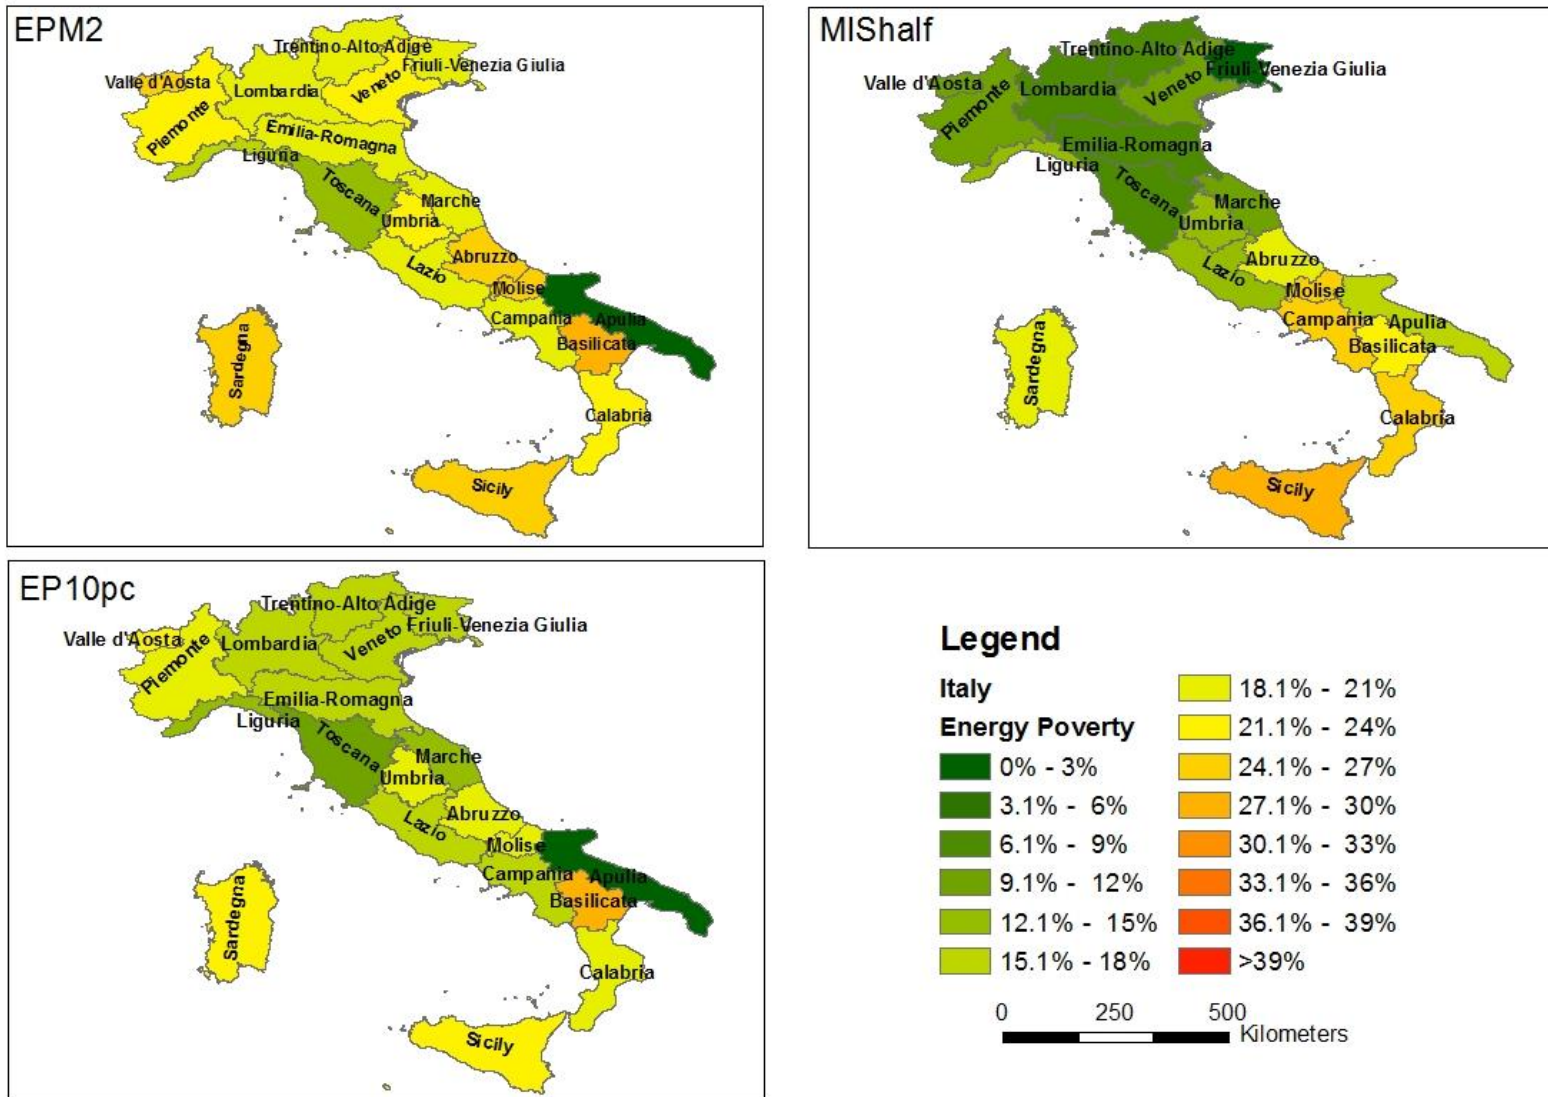 EPM2
Trentino-Alto Adige
Friuli-Venezia Giulia
Valle d'Aosta
Lombardia
Veneto
Piemonte
Emilia-Romagna
Liguria
Toscana
Marche
Umbria
Abruzzo
Lazio
Molise
Campania
Apulia
Basilicata
Sardegna
Calabria
Sicily
MIShalf
Trentino-Alto Adige
Friuli-Venezia Giulia
Valle d'Aosta
Lombardia
Veneto
Piemonte
Emilia-Romagna
Liguria
Toscana
Marche
Umbria
Abruzzo
Lazio
Molise
Campania
Apulia
Basilicata
Sardegna
Calabria
Sicily
EP10pc
Trentino-Alto Adige
Friuli-Venezia Giulia
Valle d'Aosta
Lombardia
Veneto
Piemonte
Emilia-Romagna
Liguria
Toscana
Marche
Umbria
Abruzzo
Lazio
Molise
Campania
Apulia
Basilicata
Sardegna
Calabria
Sicily
Legend
Italy
Energy Poverty
0% - 3%
3.1% - 6%
6.1% - 9%
9.1% - 12%
12.1% - 15%
15.1% - 18%
18.1% - 21%
21.1% - 24%
24.1% - 27%
27.1% - 30%
30.1% - 33%
33.1% - 36%
36.1% - 39%
>39%
0 250 500
Kilometers